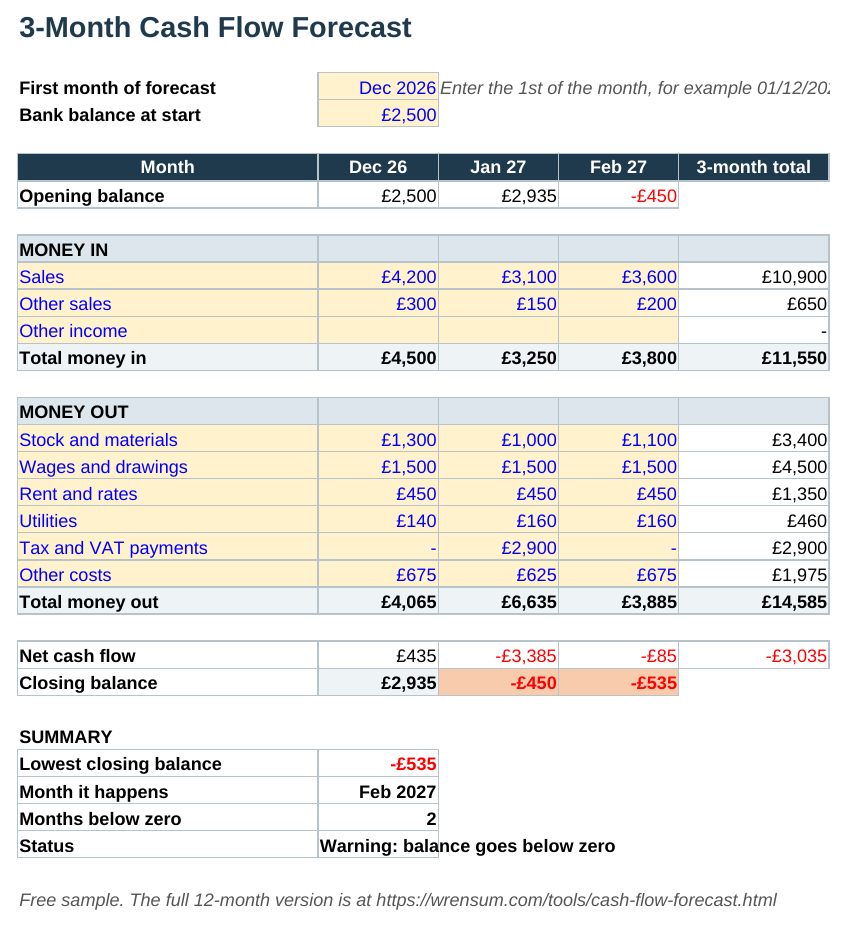 3-Month Cash Flow Forecast
First month of forecast Dec 2026 Enter the 1st of the month, for example 01/12/202
Bank balance at start £2,500
Month Dec 26 Jan 27 Feb 27 3-month total
Opening balance £2,500 £2,935 -£450
MONEY IN
Sales £4,200 £3,100 £3,600 £10,900
Other sales £300 £150 £200 £650
Other income -
Total money in £4,500 £3,250 £3,800 £11,550
MONEY OUT
Stock and materials £1,300 £1,000 £1,100 £3,400
Wages and drawings £1,500 £1,500 £1,500 £4,500
Rent and rates £450 £450 £450 £1,350
Utilities £140 £160 £160 £460
Tax and VAT payments - £2,900 - £2,900
Other costs £675 £625 £675 £1,975
Total money out £4,065 £6,635 £3,885 £14,585
Net cash flow £435 -£3,385 -£85 -£3,035
Closing balance £2,935 -£450 -£535
SUMMARY
Lowest closing balance -£535
Month it happens Feb 2027
Months below zero 2
Status Warning: balance goes below zero
Free sample. The full 12-month version is at https://wrensum.com/tools/cash-flow-forecast.html